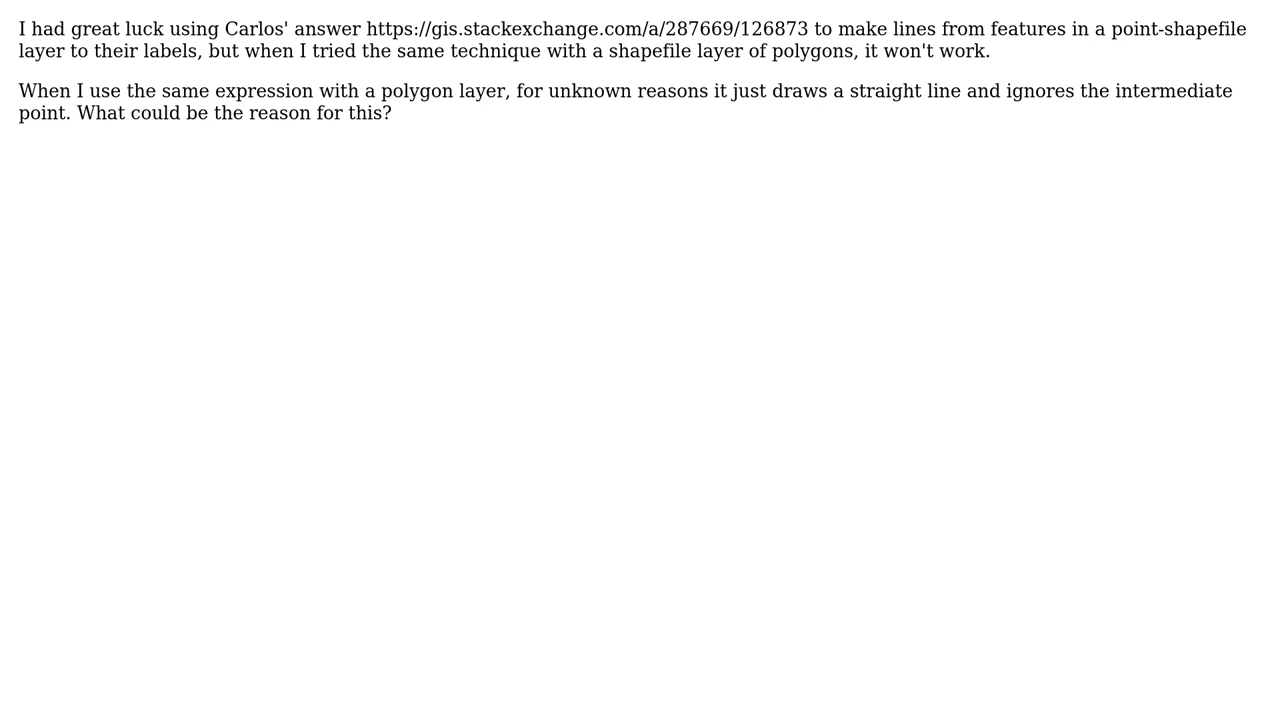 I had great luck using Carlos' answer https://gis.stackexchange.com/a/287669/126873 to make lines from features in a point-shapefile
layer to their labels, but when I tried the same technique with a shapefile layer of polygons, it won't work.
When I use the same expression with a polygon layer, for unknown reasons it just draws a straight line and ignores the intermediate
point. What could be the reason for this?